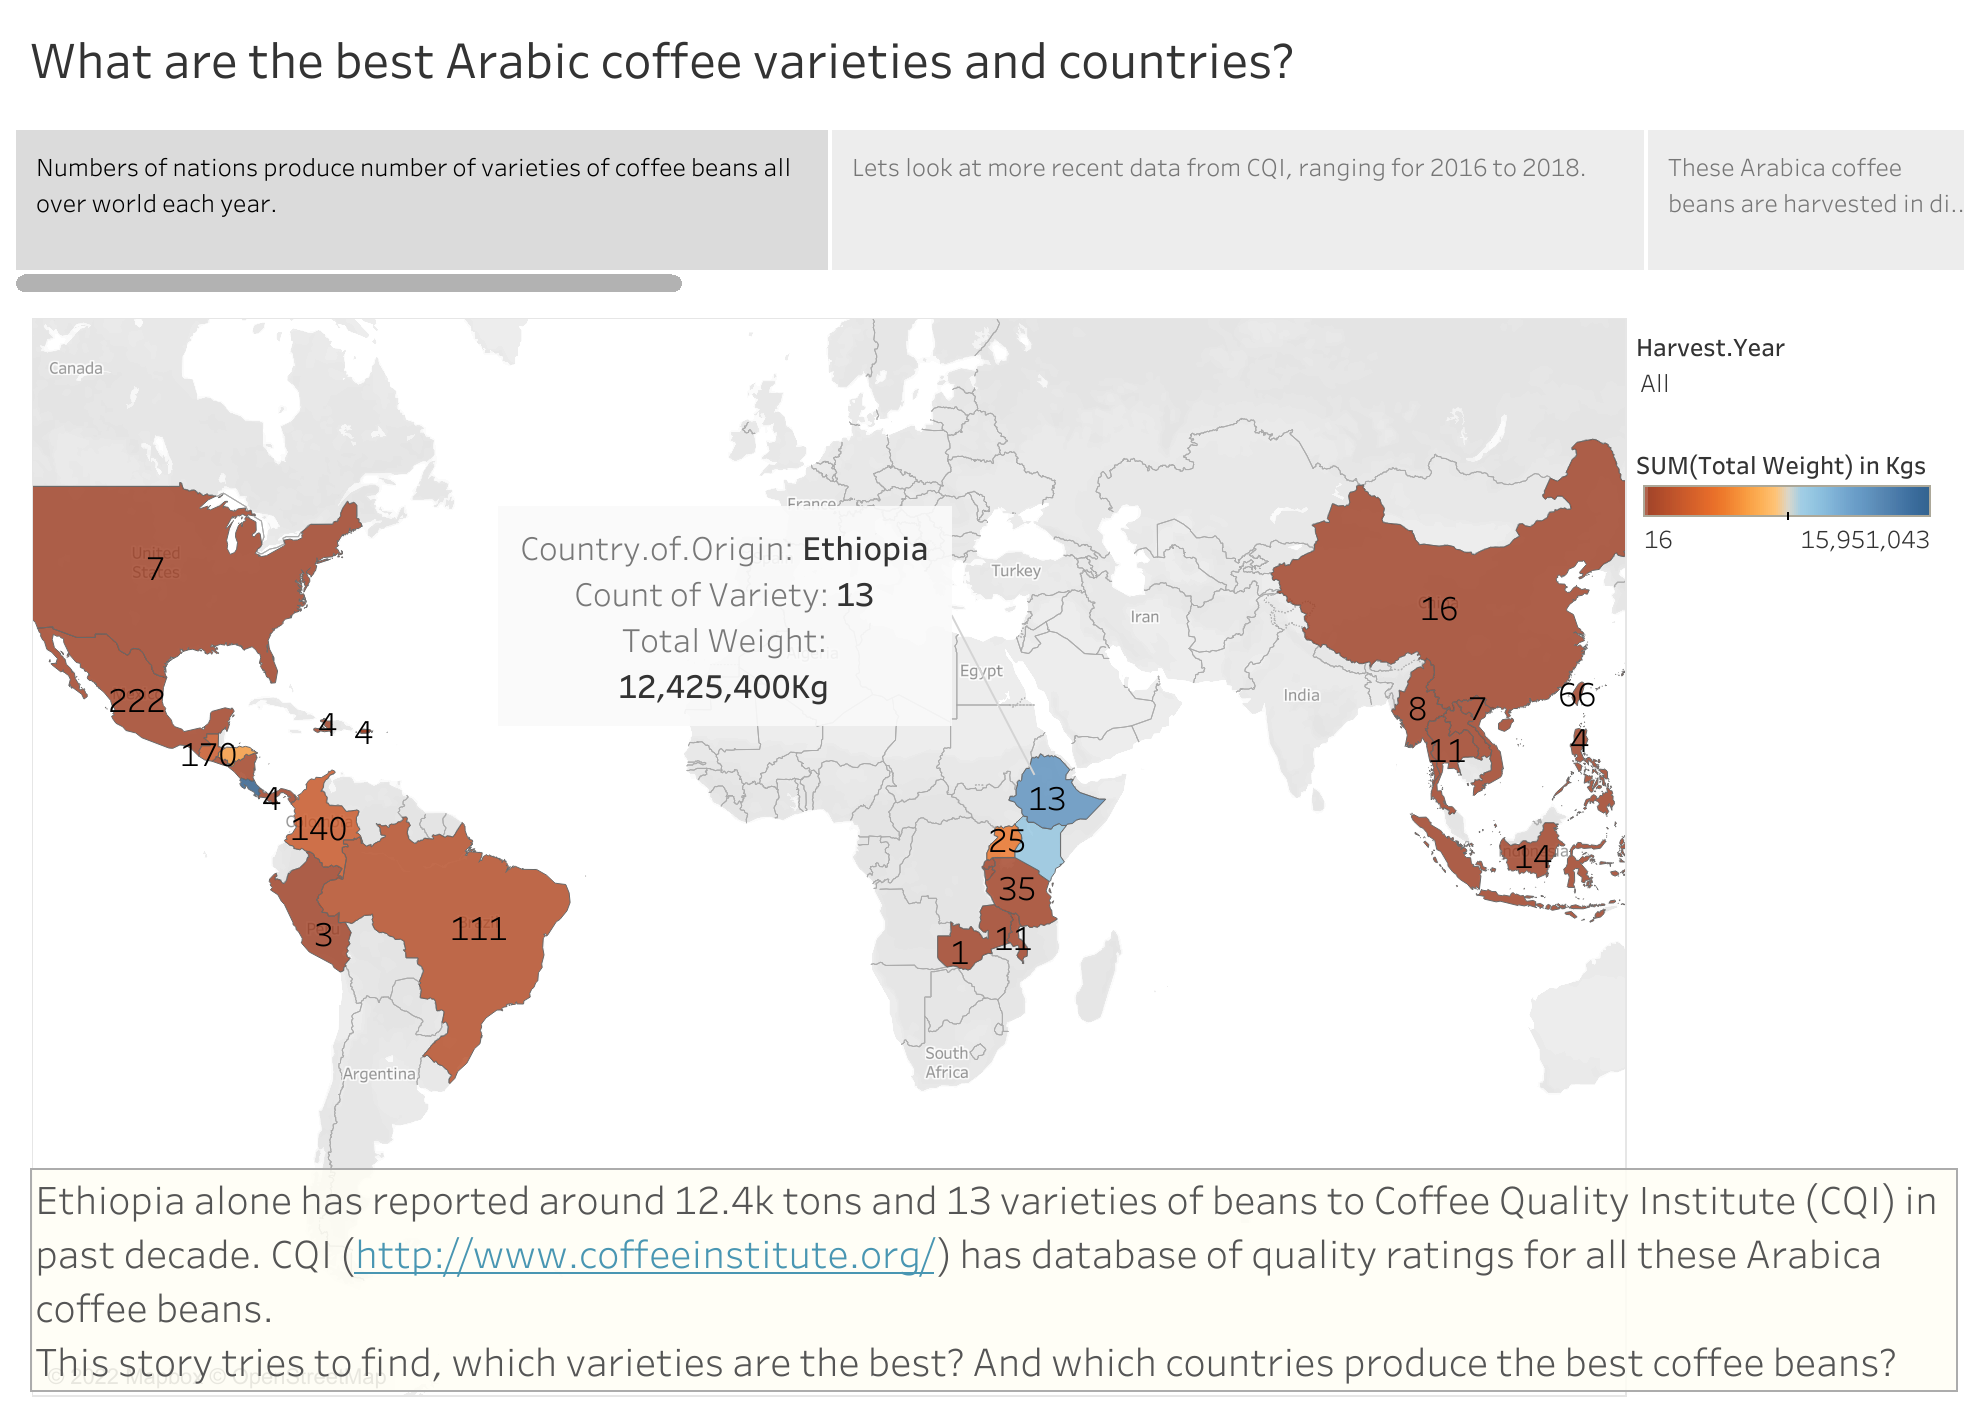 What are the best Arabic coffee varieties and countries?
Numbers of nations produce number of varieties of coffee beans all
over world each year.
Lets look at more recent data from CQI, ranging for 2016 to 2018.
These Arabica coffee
beans are harvested in di..
Harvest.Year
All
SUM(Total Weight) in Kgs
16
15,951,043
Canada
France
United
States
7
Country.of.Origin: Ethiopia
Count of Variety: 13
Total Weight:
12,425,400Kg
Turkey
Iran
Egypt
India
Algeria
16
222
4
4
170
4
140
8
7
66
11
4
13
25
35
Indonesia
14
Brazil
111
3
1
11
South
Africa
Argentina
Ethiopia alone has reported around 12.4k tons and 13 varieties of beans to Coffee Quality Institute (CQI) in
past decade. CQI (http://www.coffeeinstitute.org/) has database of quality ratings for all these Arabica
coffee beans.
This story tries to find, which varieties are the best? And which countries produce the best coffee beans?
© 2022 Mapbox © OpenStreetMap